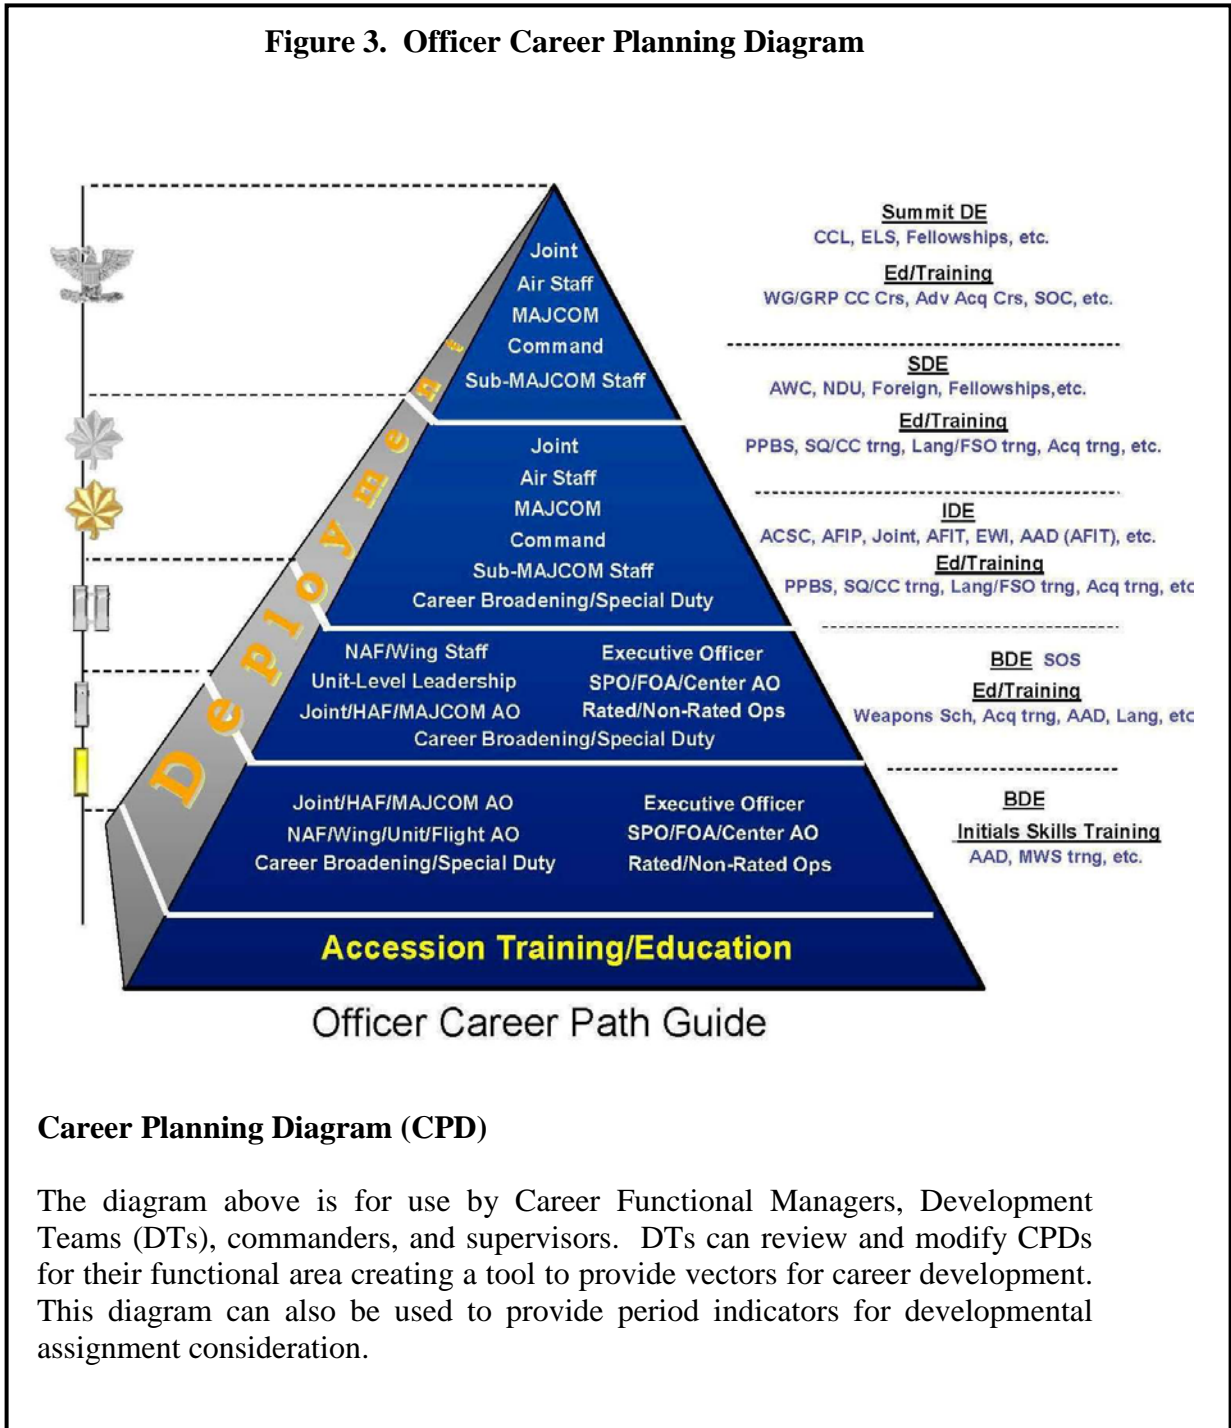 Figure 3. Officer Career Planning Diagram
Deployment
Joint
Air Staff
MAJCOM
Command
Sub-MAJCOM Staff
Joint
Air Staff
MAJCOM
Command
Sub-MAJCOM Staff
Career Broadening/Special Duty
NAF/Wing Staff
Executive Officer
Unit-Level Leadership
SPO/FOA/Center AO
Joint/HAF/MAJCOM AO
Rated/Non-Rated Ops
Career Broadening/Special Duty
Joint/HAF/MAJCOM AO
Executive Officer
NAF/Wing/Unit/Flight AO
SPO/FOA/Center AO
Career Broadening/Special Duty
Rated/Non-Rated Ops
Accession Training/Education
Summit DE
CCL, ELS, Fellowships, etc.
Ed/Training
WG/GRP CC Crs, Adv Acq Crs, SOC, etc.
SDE
AWC, NDU, Foreign, Fellowships,etc.
Ed/Training
PPBS, SQ/CC trng, Lang/FSO trng, Acq trng, etc.
IDE
ACSC, AFIP, Joint, AFIT, EWI, AAD (AFIT), etc.
Ed/Training
PPBS, SQ/CC trng, Lang/FSO trng, Acq trng, etc
BDE SOS
Ed/Training
Weapons Sch, Acq trng, AAD, Lang, etc
BDE
Initials Skills Training
AAD, MWS trng, etc.
Officer Career Path Guide
Career Planning Diagram (CPD)
The diagram above is for use by Career Functional Managers, Development
Teams (DTs), commanders, and supervisors. DTs can review and modify CPDs
for their functional area creating a tool to provide vectors for career development.
This diagram can also be used to provide period indicators for developmental
assignment consideration.